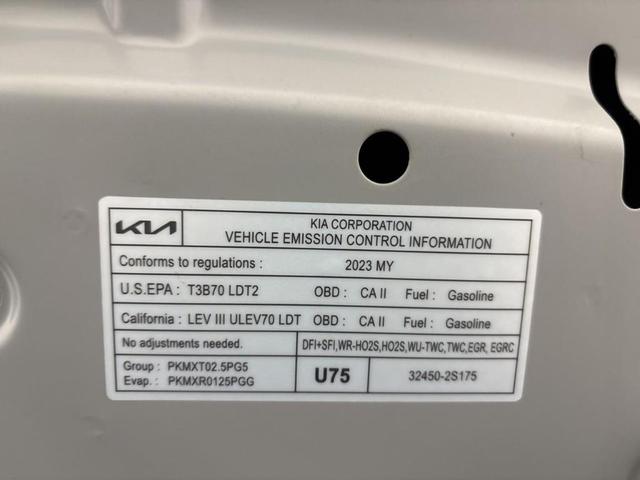 KIA
KIA CORPORATION
VEHICLE EMISSION CONTROL INFORMATION
Conforms to regulations : 2023 MY
U.S.EPA : T3B70 LDT2 OBD : CA II Fuel : Gasoline
California : LEV III ULEV70 LDT OBD : CA II Fuel : Gasoline
No adjustments needed. DFI+SFI,WR-HO2S,HO2S,WU-TWC,TWC,EGR, EGRC
Group : PKMXT02.5PG5
Evap. : PKMXR0125PGG
U75
32450-2S175